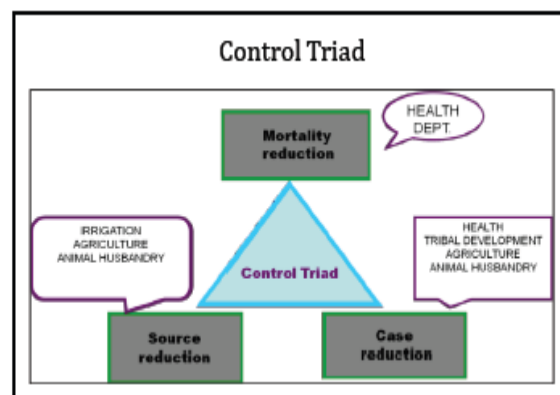 Control Triad
HEALTH
DEPT.
Mortality
reduction
IRRIGATION
AGRICULTURE
ANIMAL HUSBANDRY
HEALTH
TRIBAL DEVELOPMENT
AGRICULTURE
ANIMAL HUSBANDRY
Control Triad
Source
reduction
Case
reduction